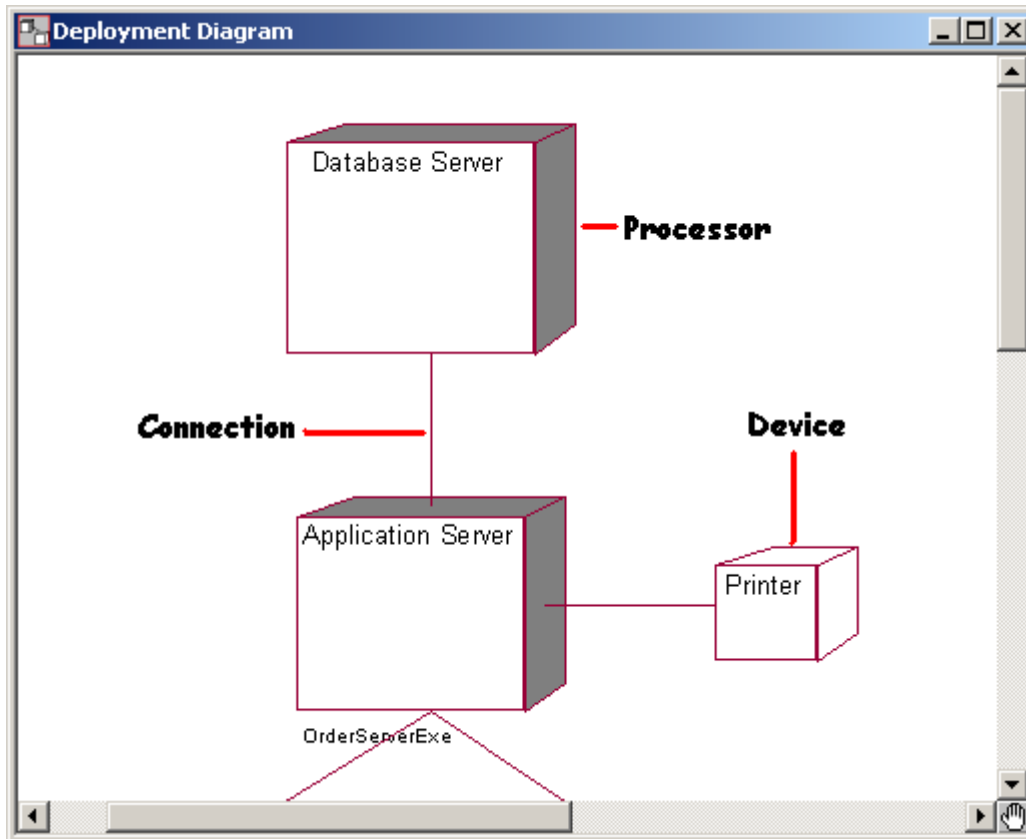 Deployment Diagram
Database Server
Processor
Connection
Device
Application Server
Printer
OrderServerExe